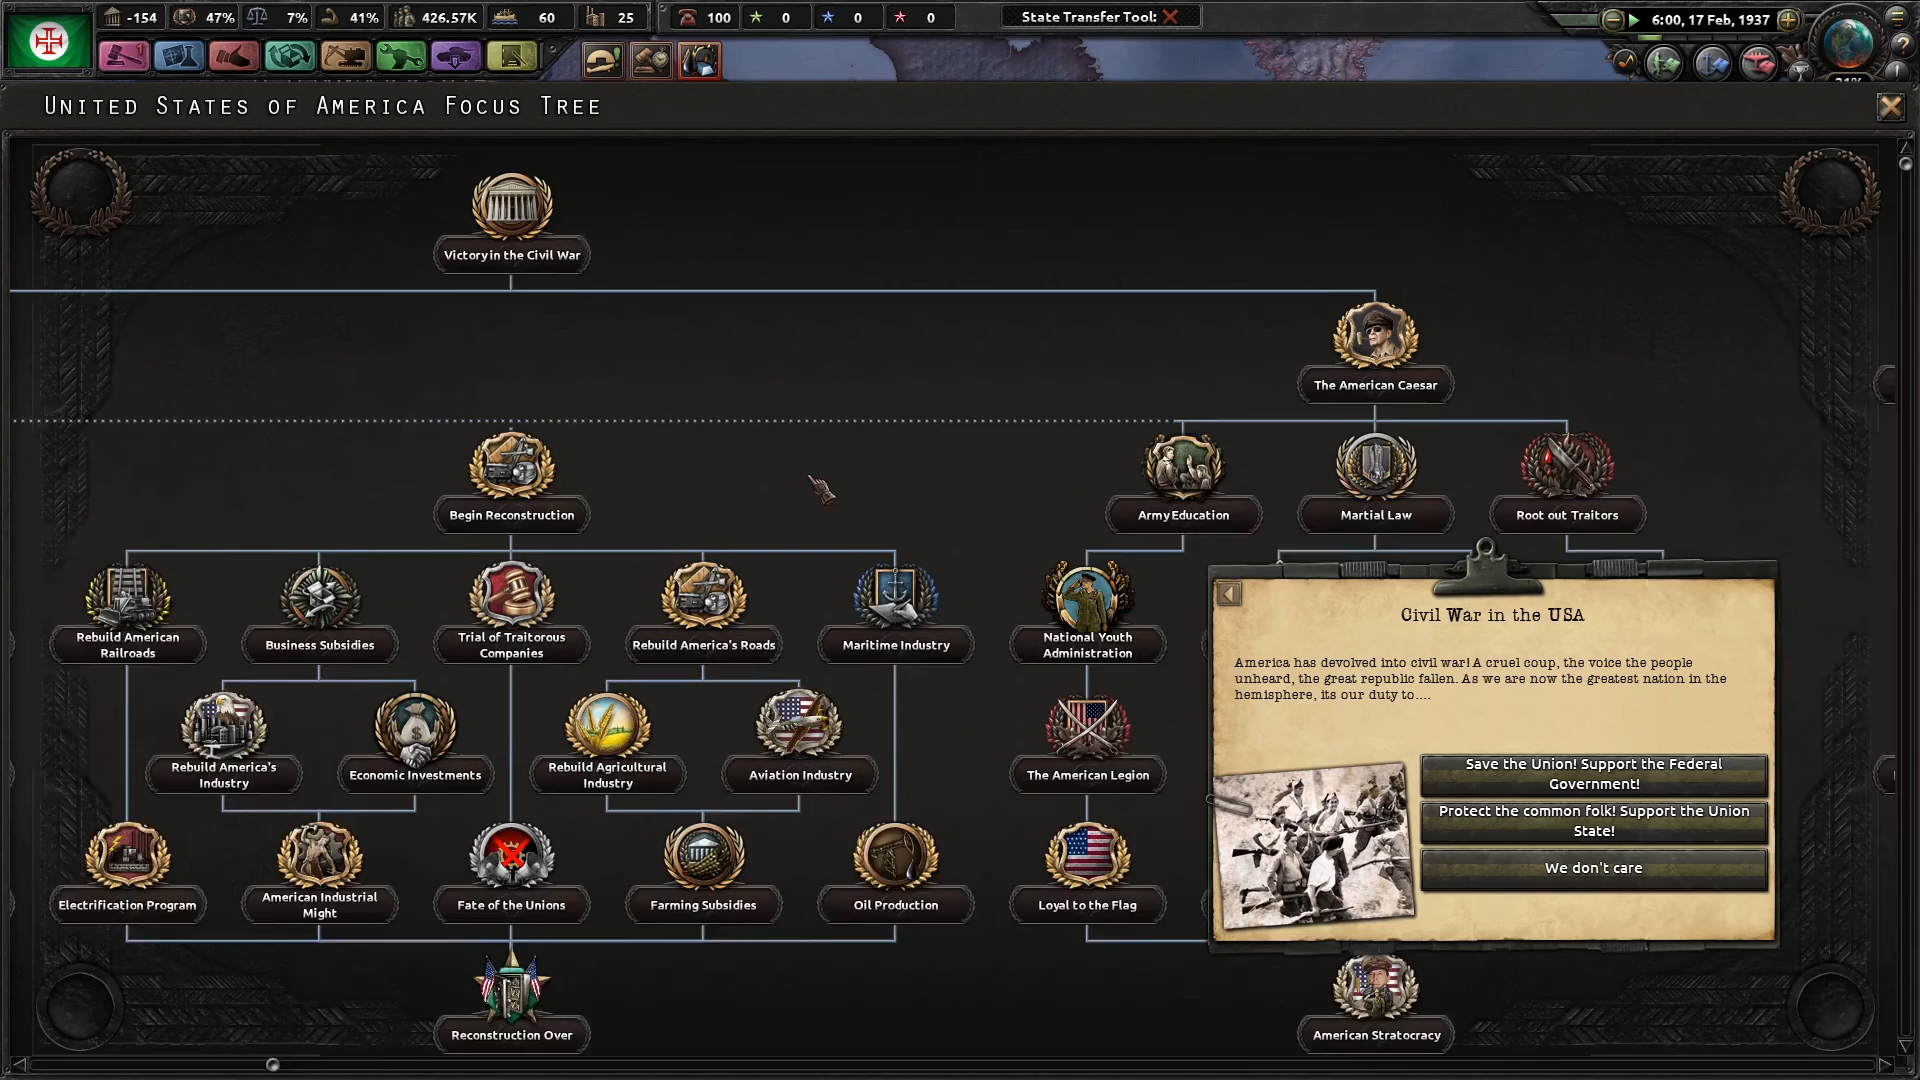 -154
47%
7%
41%
426.57K
60
25
100
0
0
0
State Transfer Tool:
6:00, 17 Feb, 1937
United States of America Focus Tree
Victory in the Civil War
The American Caesar
Begin Reconstruction
Army Education
Martial Law
Root out Traitors
Rebuild American
Railroads
Business Subsidies
Trial of Traitorous
Companies
Rebuild America's Roads
Maritime Industry
National Youth
Administration
Rebuild America's
Industry
Economic Investments
Rebuild Agricultural
Industry
Aviation Industry
The American Legion
Electrification Program
American Industrial
Might
Fate of the Unions
Farming Subsidies
Oil Production
Loyal to the Flag
Reconstruction Over
American Stratocracy
Civil War in the USA
America has devolved into civil war! A cruel coup, the voice the people
unheard, the great republic fallen. As we are now the greatest nation in the
hemisphere, its our duty to....
Save the Union! Support the Federal
Government!
Protect the common folk! Support the Union
State!
We don't care